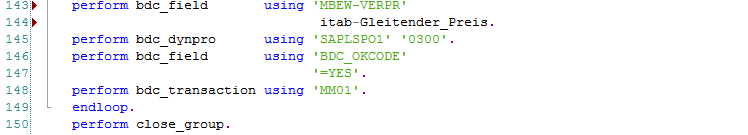 143 perform bdc_field using 'MBEW-VERPR'
144 itab-Gleitender_Preis.
145 perform bdc_dynpro using 'SAPLSPO1' '0300'.
146 perform bdc_field using 'BDC_OKCODE'
147 '=YES'.
148 perform bdc_transaction using 'MM01'.
149 endloop.
150 perform close_group.